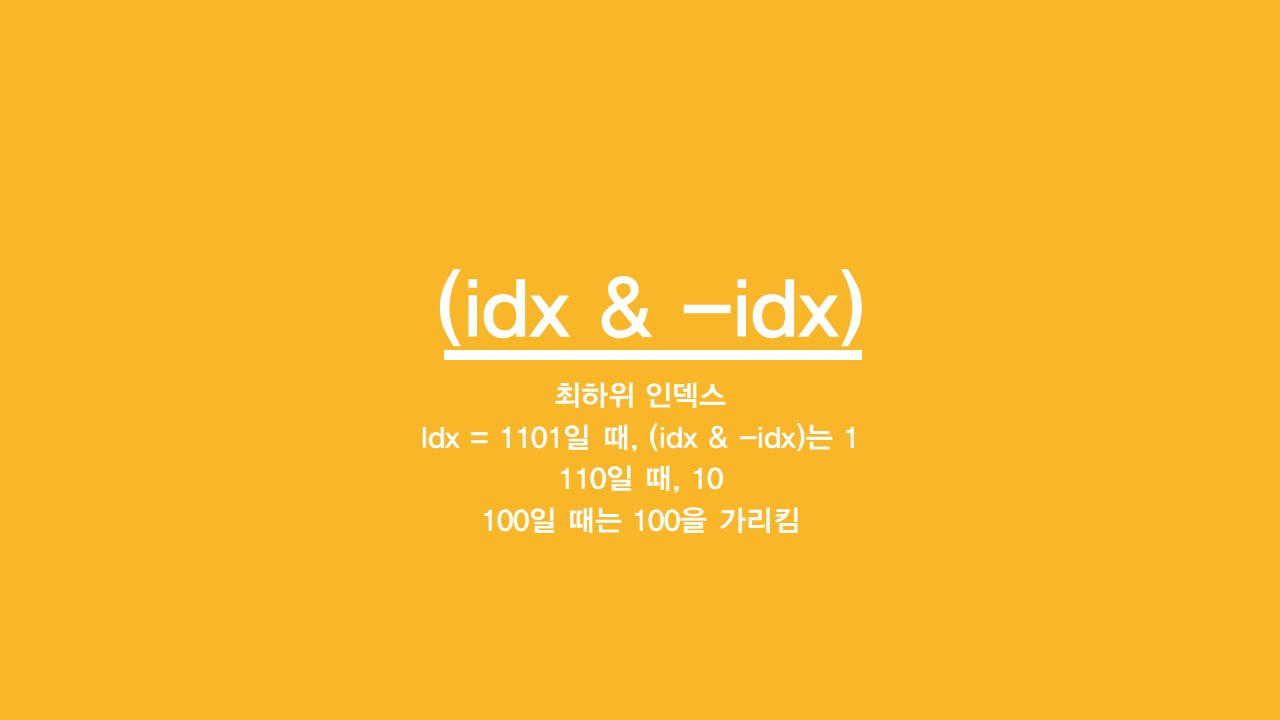 (idx & –idx)
최하위 인덱스
Idx = 1101일 때, (idx & –idx)는 1
110일 때, 10
100일 때는 100을 가리킴